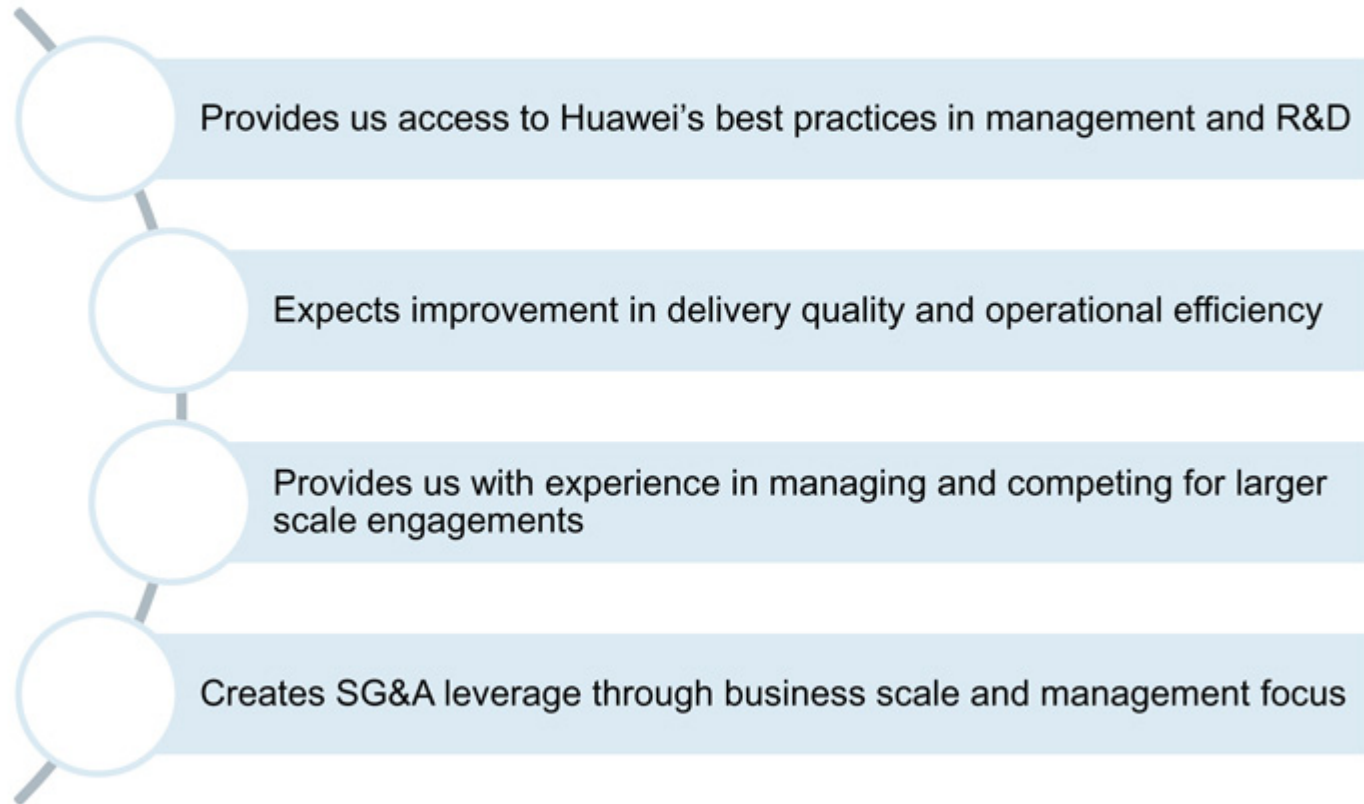 Provides us access to Huawei’s best practices in management and R&D
Expects improvement in delivery quality and operational efficiency
Provides us with experience in managing and competing for larger
scale engagements
Creates SG&A leverage through business scale and management focus